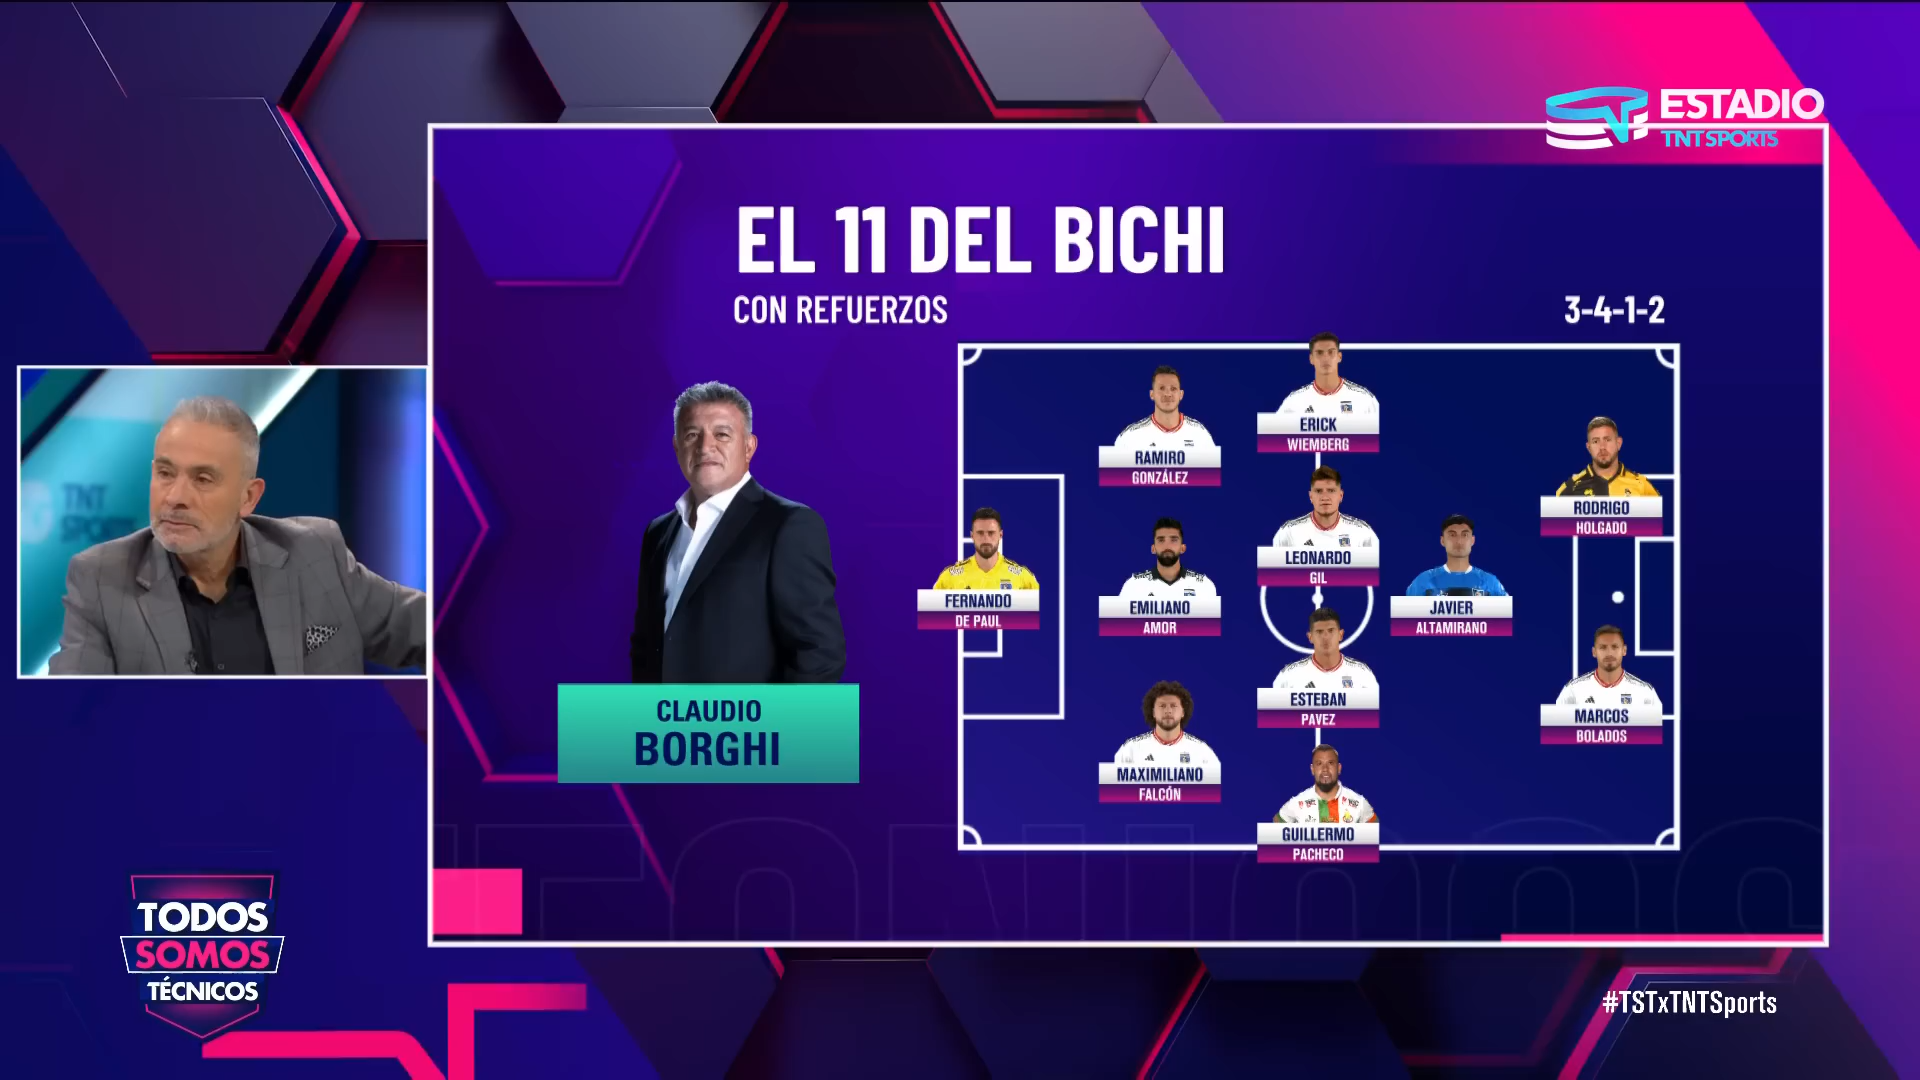 ESTADIO
TNT SPORTS
EL 11 DEL BICHI
CON REFUERZOS
3-4-1-2
TNT
SPORTS
CLAUDIO
BORGHI
FERNANDO
DE PAUL
RAMIRO
GONZÁLEZ
EMILIANO
AMOR
MAXIMILIANO
FALCÓN
ERICK
WIEMBERG
LEONARDO
GIL
ESTEBAN
PAVEZ
GUILLERMO
PACHECO
JAVIER
ALTAMIRANO
RODRIGO
HOLGADO
MARCOS
BOLADOS
TODOS
SOMOS
TÉCNICOS
#TSTxTNTSports